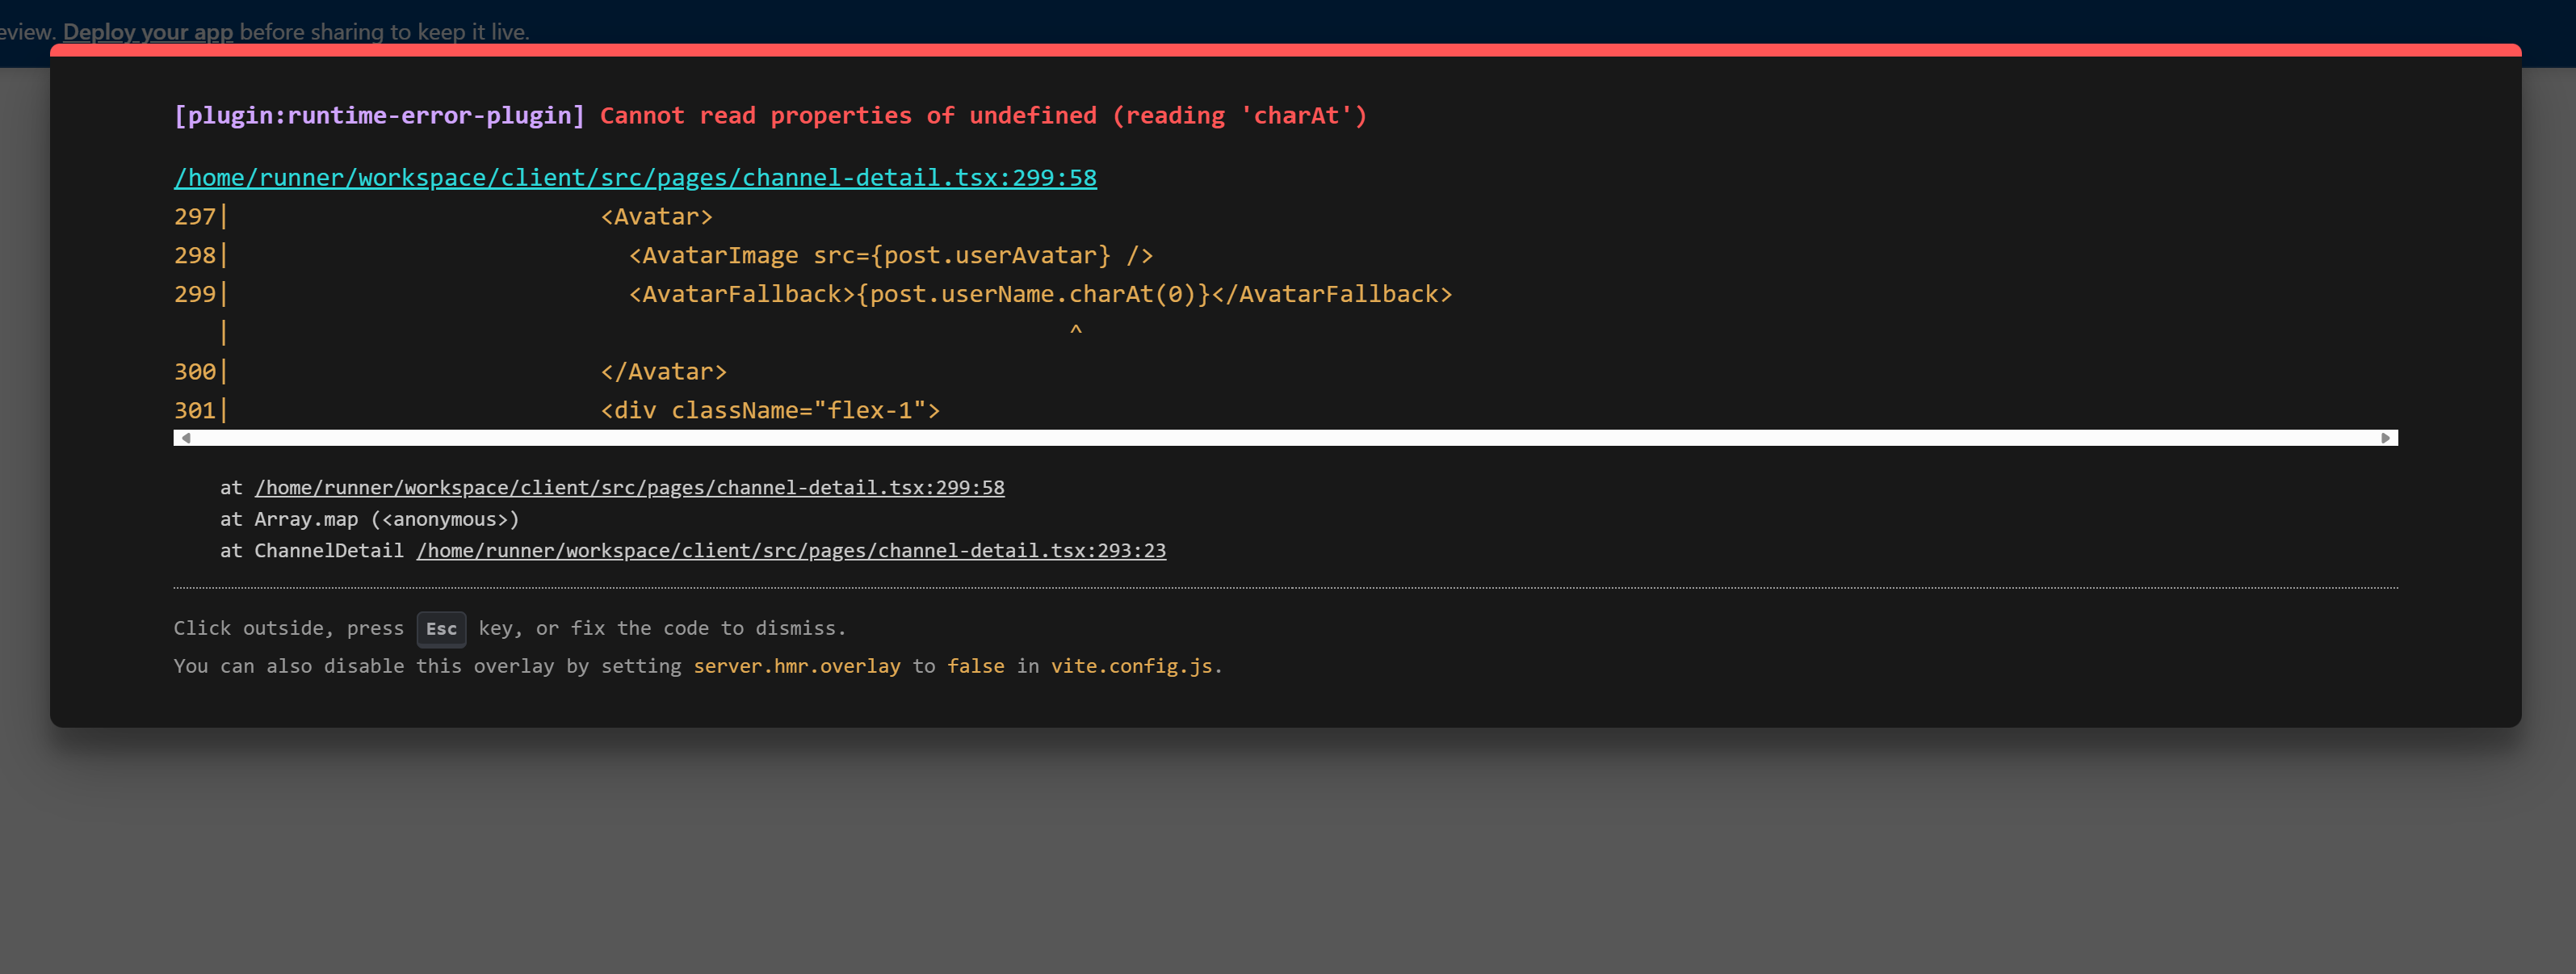 eview. Deploy your app before sharing to keep it live.
[plugin:runtime-error-plugin] Cannot read properties of undefined (reading 'charAt')
/home/runner/workspace/client/src/pages/channel-detail.tsx:299:58
297|                          <Avatar>
298|                            <AvatarImage src={post.userAvatar} />
299|                            <AvatarFallback>{post.userName.charAt(0)}</AvatarFallback>
   |                                                           ^
300|                          </Avatar>
301|                          <div className="flex-1">
at /home/runner/workspace/client/src/pages/channel-detail.tsx:299:58
at Array.map (<anonymous>)
at ChannelDetail /home/runner/workspace/client/src/pages/channel-detail.tsx:293:23
Click outside, press Esc key, or fix the code to dismiss.
You can also disable this overlay by setting server.hmr.overlay to false in vite.config.js.